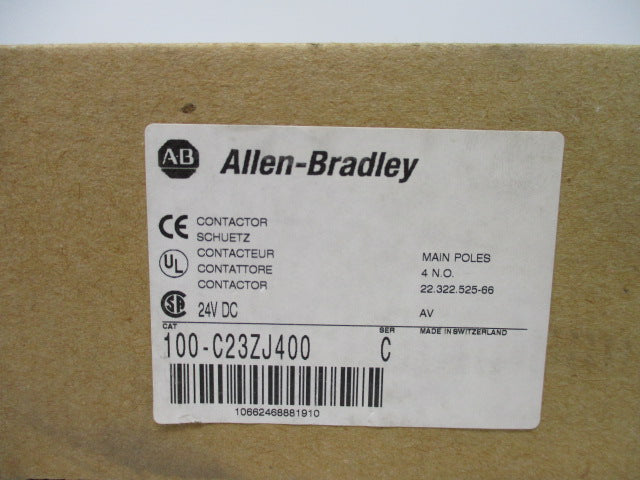 A-B Allen-Bradley
CE CONTACTOR
SCHUETZ
UL CONTACTEUR
CONTATTORE
CONTACTOR
SA 24V DC
MAIN POLES
4 N.O.
22.322.525-66
AV
CAT SER MADE IN SWITZERLAND
100-C23ZJ400 C
10662468881910